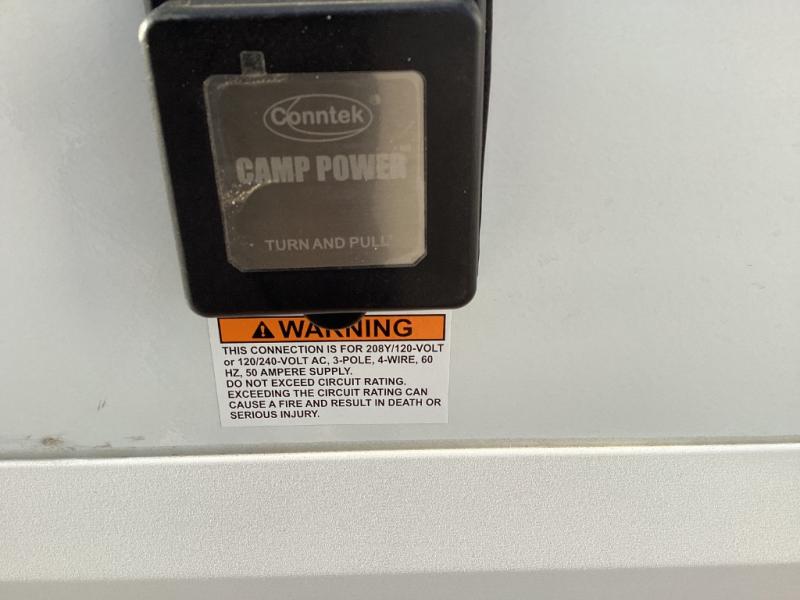 Conntek®
CAMP POWER
TURN AND PULL
WARNING
THIS CONNECTION IS FOR 208Y/120-VOLT
or 120/240-VOLT AC, 3-POLE, 4-WIRE, 60
HZ, 50 AMPERE SUPPLY.
DO NOT EXCEED CIRCUIT RATING.
EXCEEDING THE CIRCUIT RATING CAN
CAUSE A FIRE AND RESULT IN DEATH OR
SERIOUS INJURY.